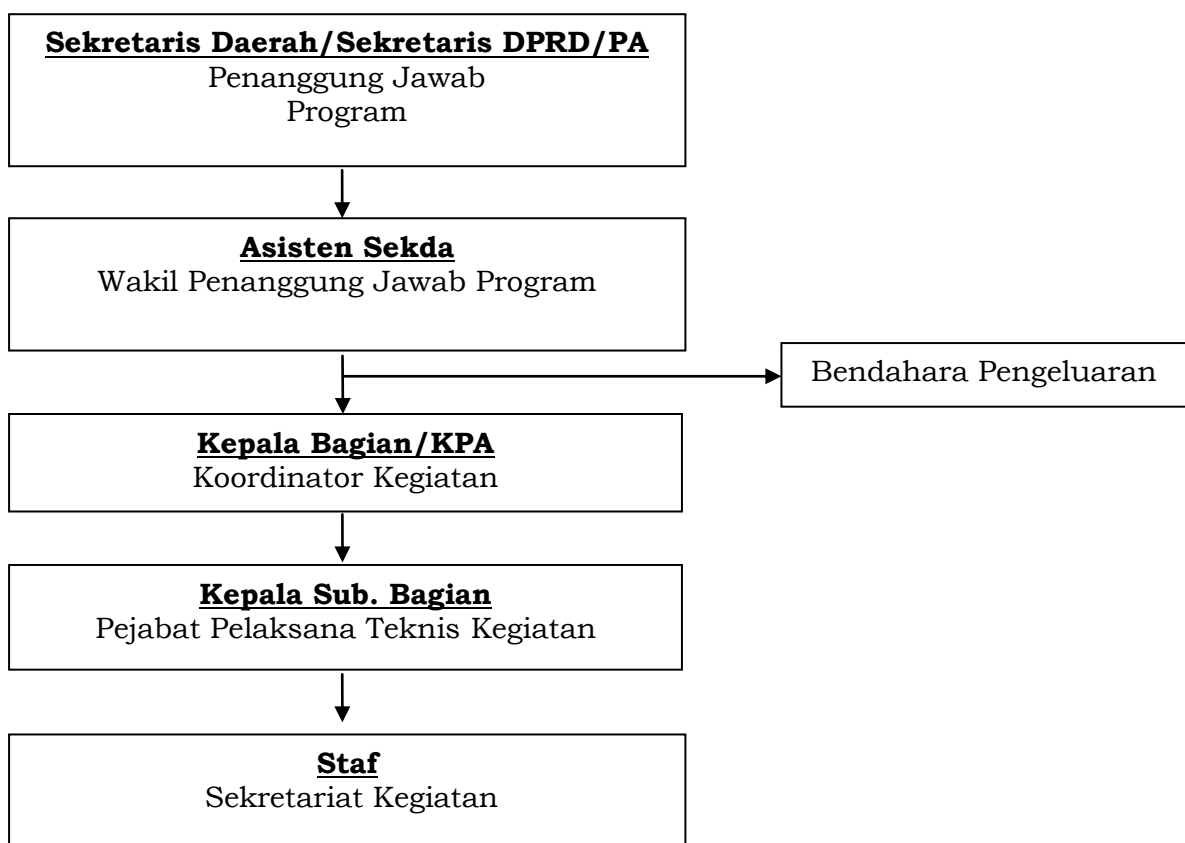 Sekretaris Daerah/Sekretaris DPRD/PA
Penanggung Jawab
Program
Asisten Sekda
Wakil Penanggung Jawab Program
Bendahara Pengeluaran
Kepala Bagian/KPA
Koordinator Kegiatan
Kepala Sub. Bagian
Pejabat Pelaksana Teknis Kegiatan
Staf
Sekretariat Kegiatan